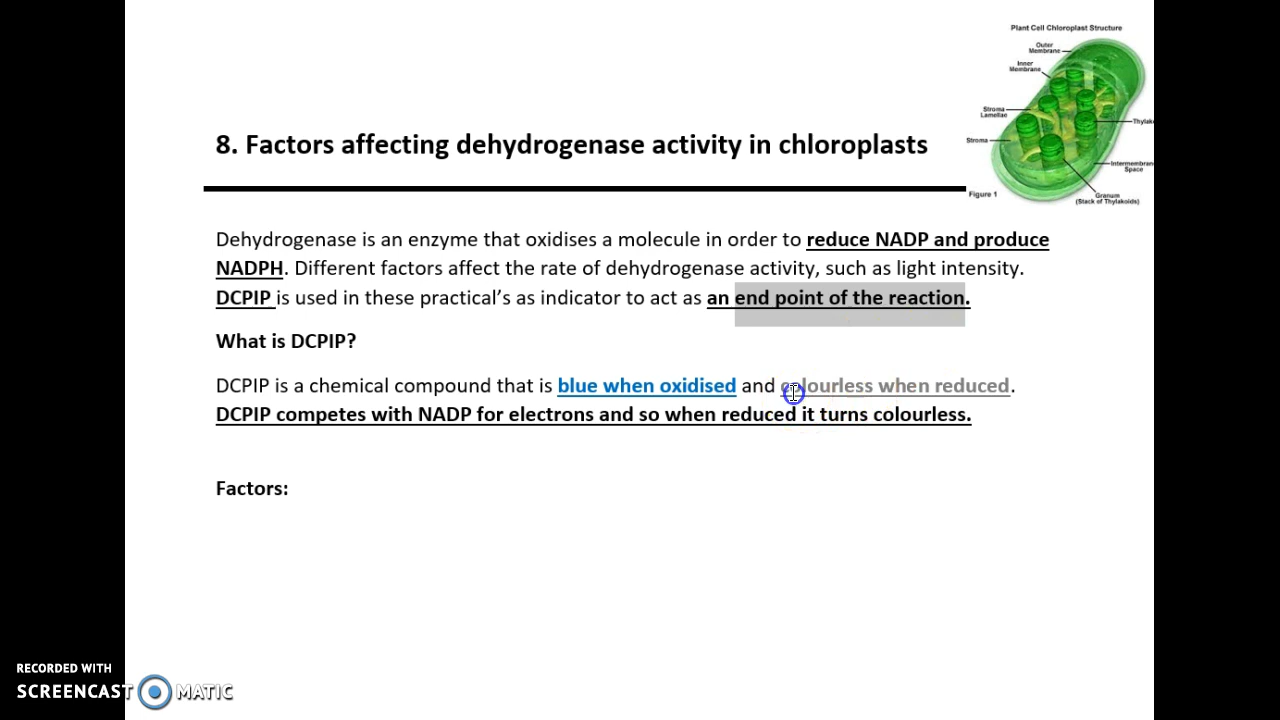 Plant Cell Chloroplast Structure
Outer
Membrane
Inner
Membrane
Stroma
Lamellae
Stroma
Thylako
Intermembran
Space
Granum
(Stack of Thylakoids)
Figure 1
8. Factors affecting dehydrogenase activity in chloroplasts
Dehydrogenase is an enzyme that oxidises a molecule in order to reduce NADP and produce
NADPH. Different factors affect the rate of dehydrogenase activity, such as light intensity.
DCPIP is used in these practical's as indicator to act as an end point of the reaction.
What is DCPIP?
DCPIP is a chemical compound that is blue when oxidised and colourless when reduced.
DCPIP competes with NADP for electrons and so when reduced it turns colourless.
Factors:
RECORDED WITH
SCREENCAST MATIC